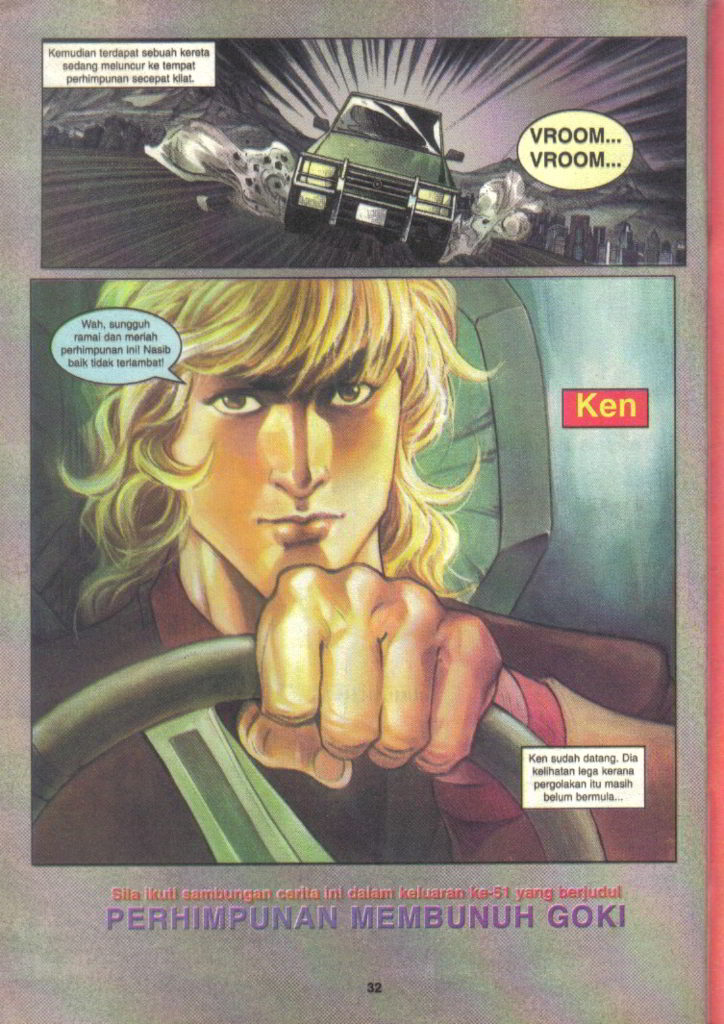 Kemudian terdapat sebuah kereta
sedang meluncur ke tempat
perhimpunan secepat kilat.
VROOM...
VROOM...
Wah, sungguh
ramai dan meriah
perhimpunan ini! Nasib
baik tidak terlambat!
Ken
Ken sudah datang. Dia
kelihatan lega kerana
pergolakan itu masih
belum bermula...
Sila ikuti sambungan cerita ini dalam keluaran ke-51 yang berjudul
PERHIMPUNAN MEMBUNUH GOKI
32